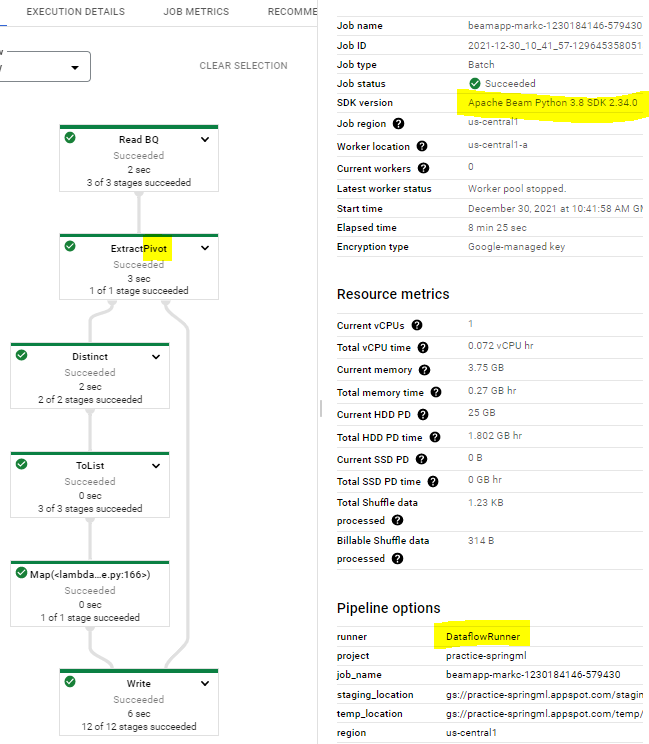 EXECUTION DETAILS JOB METRICS RECOMME
CLEAR SELECTION
Read BQ
Succeeded
2 sec
3 of 3 stages succeeded
ExtractPivot
Succeeded
3 sec
1 of 1 stage succeeded
Distinct
Succeeded
2 sec
2 of 2 stages succeeded
ToList
Succeeded
0 sec
3 of 3 stages succeeded
Map(<lambda...e.py:166>)
Succeeded
0 sec
1 of 1 stage succeeded
Write
Succeeded
6 sec
12 of 12 stages succeeded
Job name beamapp-markc-1230184146-579430
Job ID 2021-12-30_10_41_57-129645358051
Job type Batch
Job status Succeeded
SDK version Apache Beam Python 3.8 SDK 2.34.0
Job region us-central1
Worker location us-central1-a
Current workers 0
Latest worker status Worker pool stopped.
Start time December 30, 2021 at 10:41:58 AM GM
Elapsed time 8 min 25 sec
Encryption type Google-managed key
Resource metrics
Current vCPUs 1
Total vCPU time 0.072 vCPU hr
Current memory 3.75 GB
Total memory time 0.27 GB hr
Current HDD PD 25 GB
Total HDD PD time 1.802 GB hr
Current SSD PD 0 B
Total SSD PD time 0 GB hr
Total Shuffle data 1.23 KB
processed
Billable Shuffle data 314 B
processed
Pipeline options
runner DataflowRunner
project practice-springml
job_name beamapp-markc-1230184146-579430
staging_location gs://practice-springml.appspot.com/stagin
temp_location gs://practice-springml.appspot.com/temp/
region us-central1